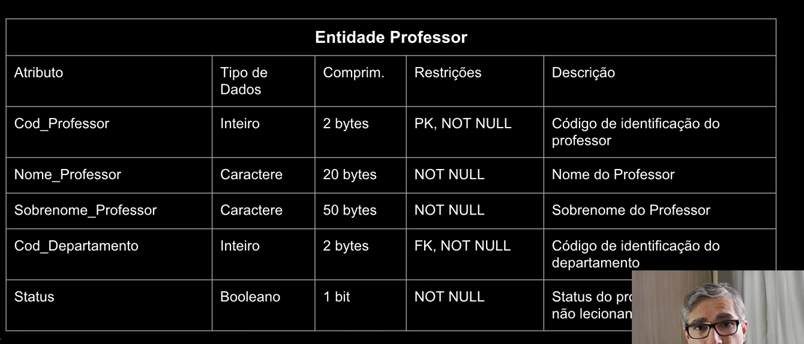 Entidade Professor
Atributo Tipo de Dados Comprim. Restrições Descrição
Cod_Professor Inteiro 2 bytes PK, NOT NULL Código de identificação do professor
Nome_Professor Caractere 20 bytes NOT NULL Nome do Professor
Sobrenome_Professor Caractere 50 bytes NOT NULL Sobrenome do Professor
Cod_Departamento Inteiro 2 bytes FK, NOT NULL Código de identificação do departamento
Status Booleano 1 bit NOT NULL Status do não